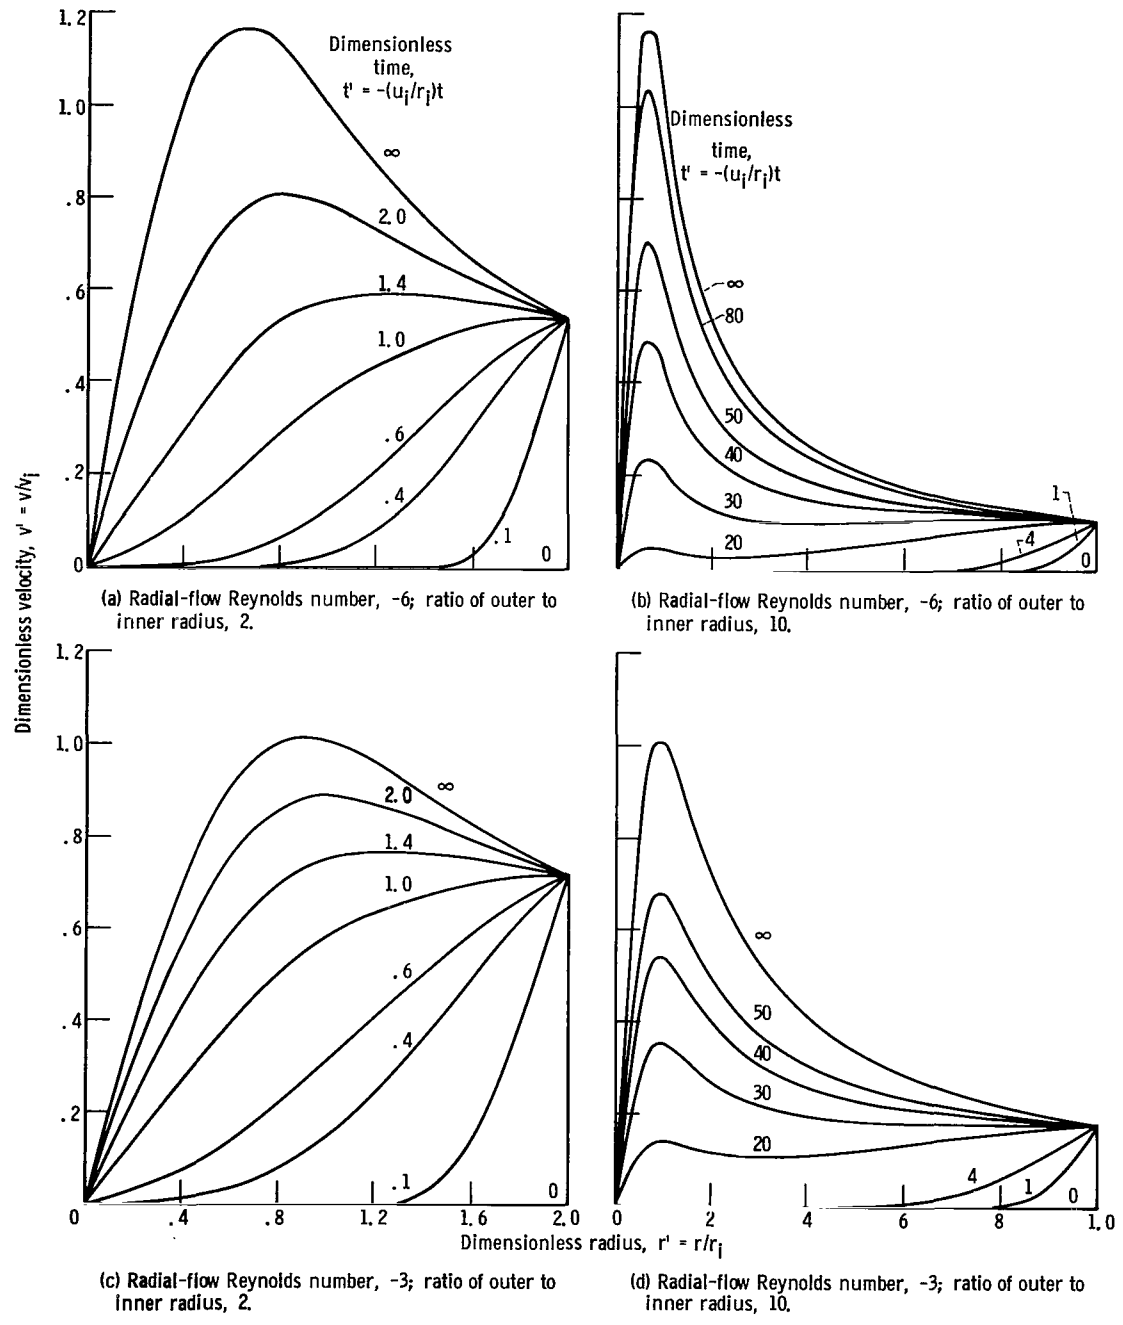 Dimensionless velocity, v' = v/vi
1.2
1.0
.8
.6
.4
.2
0
Dimensionless
time,
t' = -(ui/ri)t
∞
2.0
1.4
1.0
.6
.4
.1
0
(a) Radial-flow Reynolds number, -6; ratio of outer to
inner radius, 2.
Dimensionless
time,
t' = -(ui/ri)t
∞
80
50
40
30
20
1
4
0
(b) Radial-flow Reynolds number, -6; ratio of outer to
inner radius, 10.
1.2
1.0
.8
.6
.4
.2
∞
2.0
1.4
1.0
.6
.4
.1
0
0 .4 .8 1.2 1.6 2.0
∞
50
40
30
20
4
1
0
0 2 4 6 8 1.0
Dimensionless radius, r' = r/ri
(c) Radial-flow Reynolds number, -3; ratio of outer to
inner radius, 2.
(d) Radial-flow Reynolds number, -3; ratio of outer to
inner radius, 10.